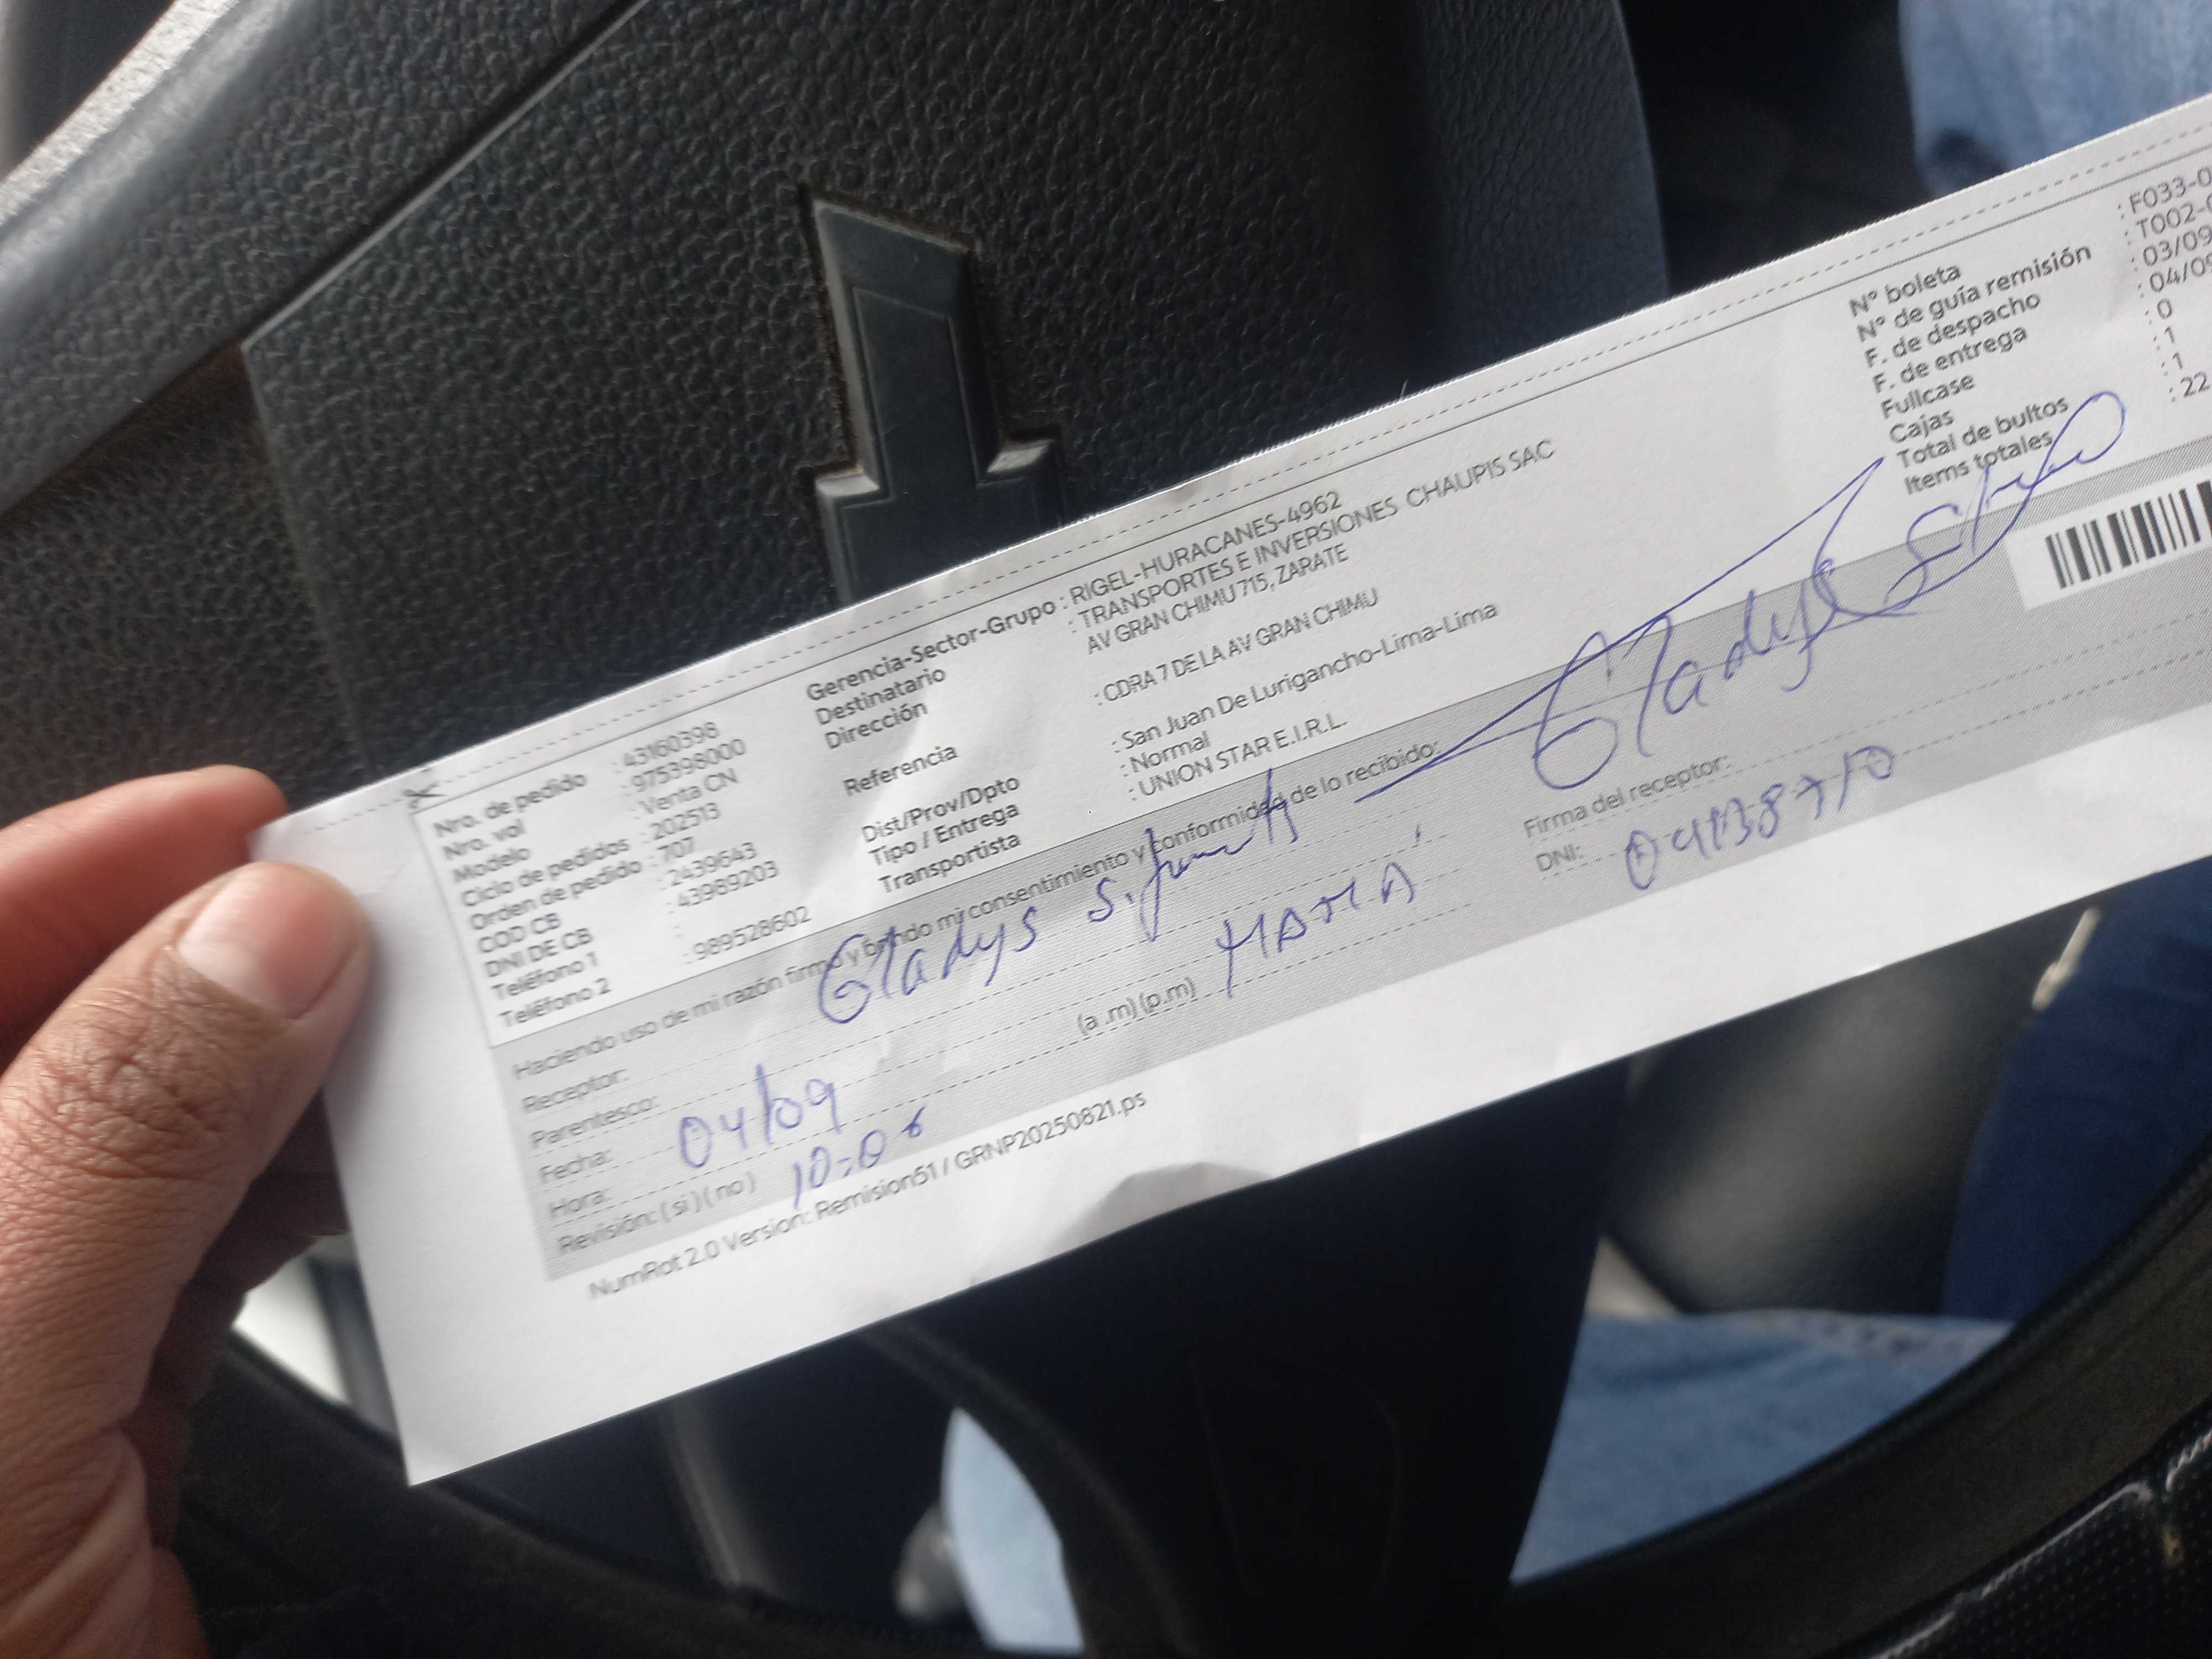 Nro. de pedido : 43160398
Nro. vol : 975398000
Modelo : Venta CN
Ciclo de pedidos : 202513
Orden de pedido : 707
COD CB : 2439643
DNI DE CB : 43989203
Teléfono 1 :
Teléfono 2 : 989528602
Gerencia-Sector-Grupo : RIGEL-HURACANES-4962
Destinatario : TRANSPORTES E INVERSIONES CHAUPIS SAC
Dirección AV GRAN CHIMU 715, ZARATE
Referencia : CDRA 7 DE LA AV GRAN CHIMU
Dist/Prov/Dpto : San Juan De Lurigancho-Lima-Lima
Tipo / Entrega : Normal
Transportista : UNION STAR E.I.R.L.
N° boleta : F033-0
N° de guía remisión : T002-0
F. de despacho : 03/09
F. de entrega : 04/09
Fullcase : 0
Cajas : 1
Total de bultos : 1
Items totales : 22
Haciendo uso de mi razón firmo y brindo mi consentimiento y conformidad de lo recibido:
Receptor: Gladys
Parentesco:
Fecha: 04/09
Hora: 10:06 (a .m) (p.m)
Revisión: ( si ) ( no )
Gladys
Firma del receptor:
DNI:
NumRot 2.0 Version: Remision51 / GRNP20250821.ps